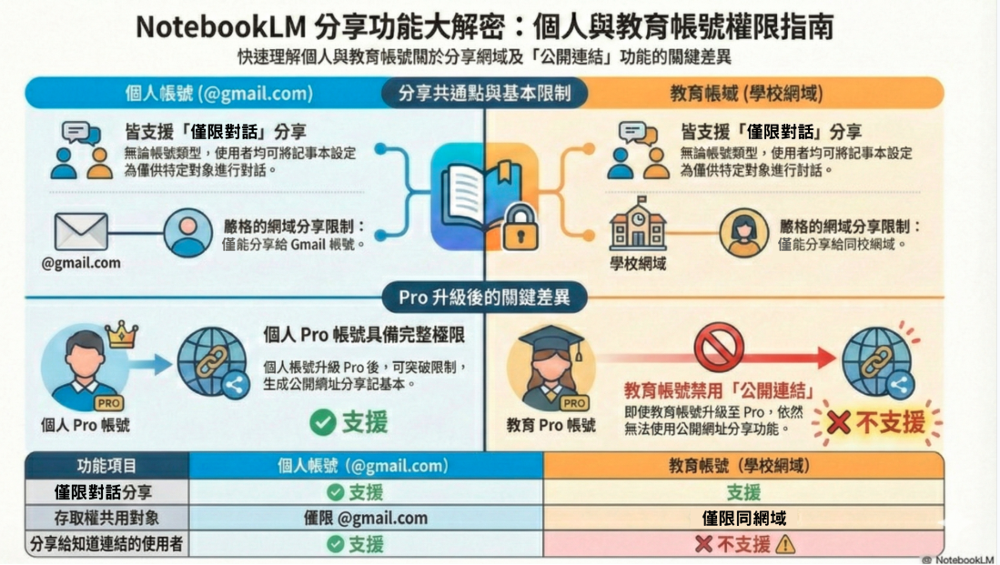 NotebookLM 分享功能大解密：個人與教育帳號權限指南
快速理解個人與教育帳號關於分享網域及「公開連結」功能的關鍵差異
個人帳號 (@gmail.com)
分享共通點與基本限制
教育帳域 (學校網域)
皆支援「僅限對話」分享
無論帳號類型，使用者均可將記事本設定
為僅供特定對象進行對話。
@gmail.com
嚴格的網域分享限制：
僅能分享給 Gmail 帳號。
皆支援「僅限對話」分享
無論帳號類型，使用者均可將記事本設定
為僅供特定對象進行討話。
學校網域
嚴格的網域分享限制：
僅能分享給同校網域。
Pro 升級後的關鍵差異
PRO
個人 Pro 帳號
個人 Pro 帳號具備完整極限
個人帳號升級 Pro 後，可突破限制，
生成公開網址分享記基本。
支援
PRO
教育 Pro 帳號
教育帳號禁用「公開連結」
即使教育帳號升級至 Pro，依然
無法使用公開網址分享功能。
不支援
功能項目
個人帳號（@gmail.com）
教育帳號（學校網域）
僅限對話分享
支援
支援
存取權共用對象
僅限 @gmail.com
僅限同網域
分享給知道連結的使用者
支援
不支援
@ NotebookLM